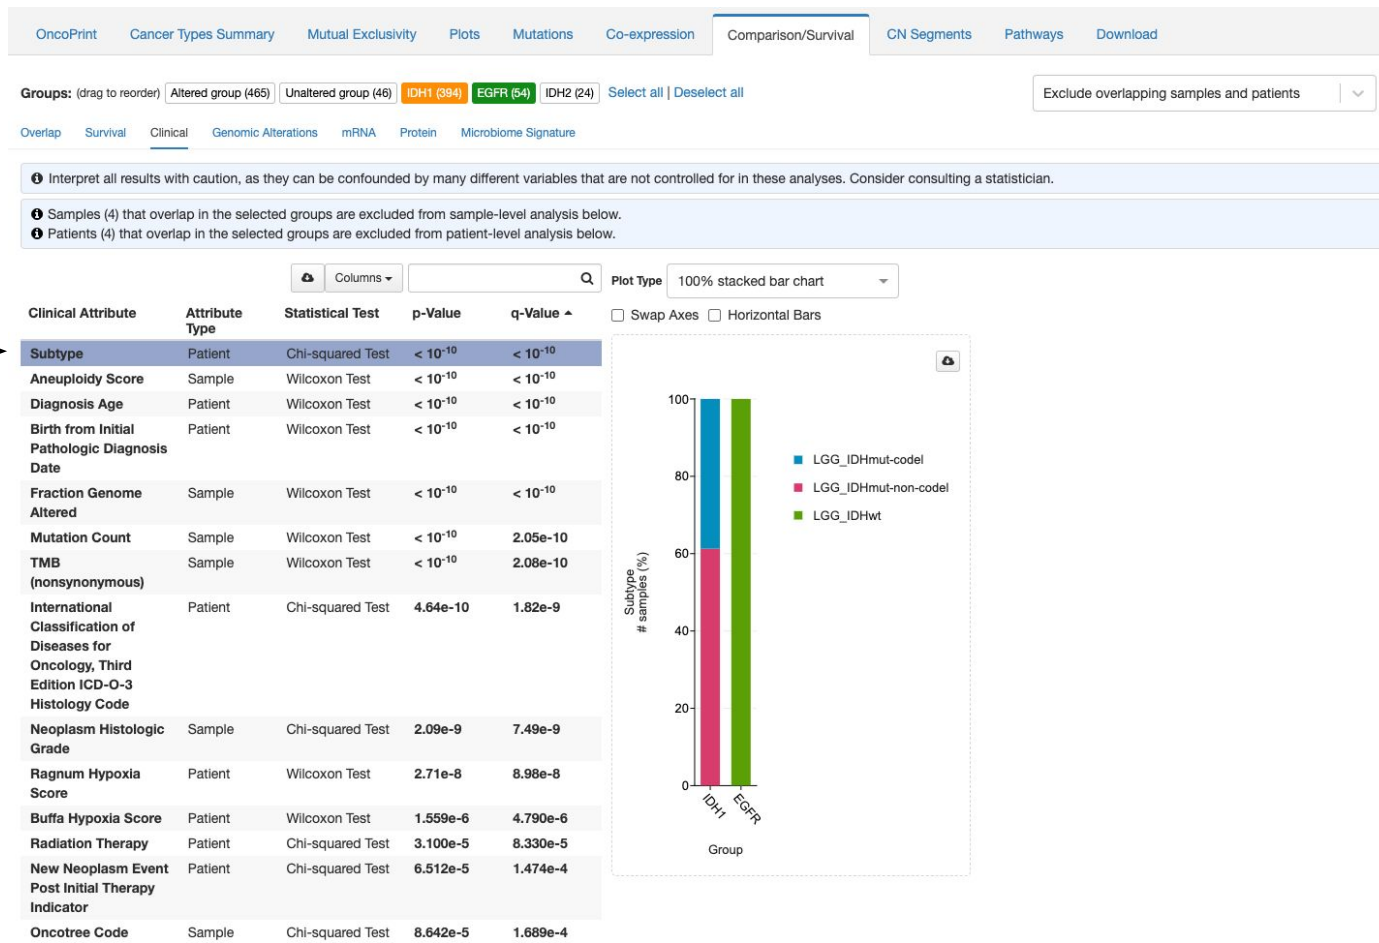 OncoPrint Cancer Types Summary Mutual Exclusivity Plots Mutations Co-expression Comparison/Survival CN Segments Pathways Download
Groups: (drag to reorder) Altered group (465) Unaltered group (46) IDH1 (394) EGFR (54) IDH2 (24) Select all | Deselect all Exclude overlapping samples and patients
Overlap Survival Clinical Genomic Alterations mRNA Protein Microbiome Signature
Interpret all results with caution, as they can be confounded by many different variables that are not controlled for in these analyses. Consider consulting a statistician.
Samples (4) that overlap in the selected groups are excluded from sample-level analysis below.
Patients (4) that overlap in the selected groups are excluded from patient-level analysis below.
Columns
Clinical Attribute Attribute Type Statistical Test p-Value q-Value
Subtype Patient Chi-squared Test < 10⁻¹⁰ < 10⁻¹⁰
Aneuploidy Score Sample Wilcoxon Test < 10⁻¹⁰ < 10⁻¹⁰
Diagnosis Age Patient Wilcoxon Test < 10⁻¹⁰ < 10⁻¹⁰
Birth from Initial Patient Wilcoxon Test < 10⁻¹⁰ < 10⁻¹⁰
Pathologic Diagnosis
Date
Fraction Genome Sample Wilcoxon Test < 10⁻¹⁰ < 10⁻¹⁰
Altered
Mutation Count Sample Wilcoxon Test < 10⁻¹⁰ 2.05e-10
TMB Sample Wilcoxon Test < 10⁻¹⁰ 2.08e-10
(nonsynonymous)
International Patient Chi-squared Test 4.64e-10 1.82e-9
Classification of
Diseases for
Oncology, Third
Edition ICD-O-3
Histology Code
Neoplasm Histologic Sample Chi-squared Test 2.09e-9 7.49e-9
Grade
Ragnum Hypoxia Patient Wilcoxon Test 2.71e-8 8.98e-8
Score
Buffa Hypoxia Score Patient Wilcoxon Test 1.559e-6 4.790e-6
Radiation Therapy Patient Chi-squared Test 3.100e-5 8.330e-5
New Neoplasm Event Patient Chi-squared Test 6.512e-5 1.474e-4
Post Initial Therapy
Indicator
Oncotree Code Sample Chi-squared Test 8.642e-5 1.689e-4
Plot Type 100% stacked bar chart
Swap Axes Horizontal Bars
100
80
60
40
20
0
Subtype
# samples (%)
LGG_IDHmut-codel
LGG_IDHmut-non-codel
LGG_IDHwt
IDH1 EGFR
Group